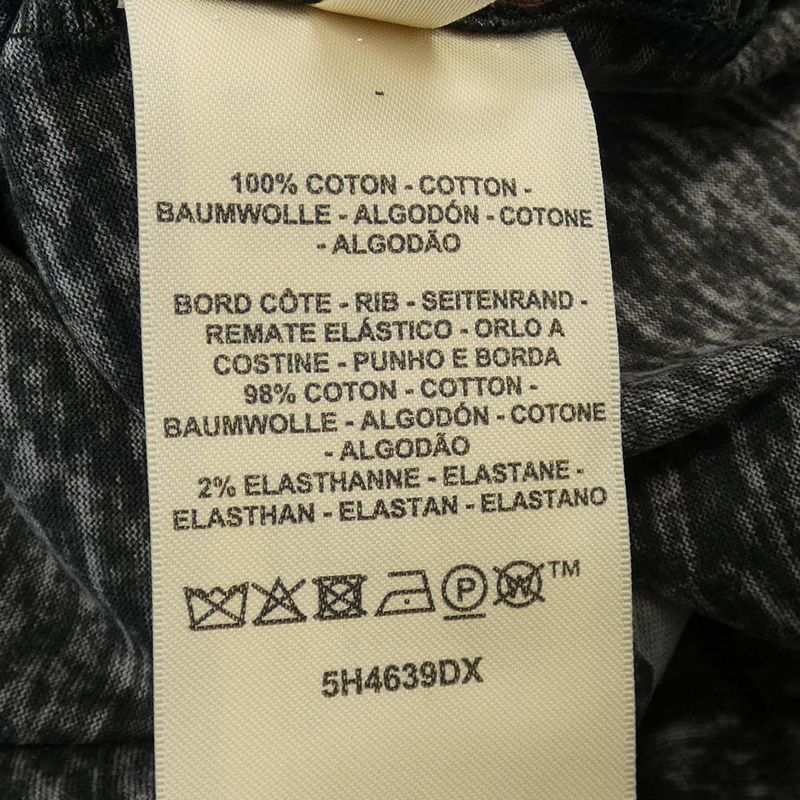 100% COTON - COTTON -
BAUMWOLLE - ALGODÓN - COTONE
- ALGODÃO
BORD CÔTE - RIB - SEITENRAND -
REMATE ELÁSTICO - ORLO A
COSTINE - PUNHO E BORDA
98% COTON - COTTON -
BAUMWOLLE - ALGODÓN - COTONE
- ALGODÃO
2% ELASTHANNE - ELASTANE -
ELASTHAN - ELASTAN - ELASTANO
P W TM
5H4639DX